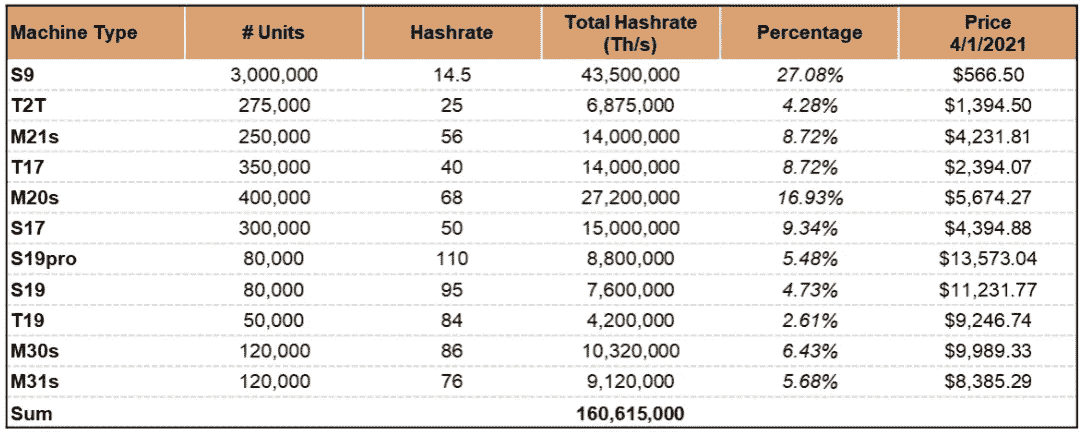 Machine Type # Units Hashrate Total Hashrate (Th/s) Percentage Price 4/1/2021
S9 3,000,000 14.5 43,500,000 27.08% $566.50
T2T 275,000 25 6,875,000 4.28% $1,394.50
M21s 250,000 56 14,000,000 8.72% $4,231.81
T17 350,000 40 14,000,000 8.72% $2,394.07
M20s 400,000 68 27,200,000 16.93% $5,674.27
S17 300,000 50 15,000,000 9.34% $4,394.88
S19pro 80,000 110 8,800,000 5.48% $13,573.04
S19 80,000 95 7,600,000 4.73% $11,231.77
T19 50,000 84 4,200,000 2.61% $9,246.74
M30s 120,000 86 10,320,000 6.43% $9,989.33
M31s 120,000 76 9,120,000 5.68% $8,385.29
Sum 160,615,000